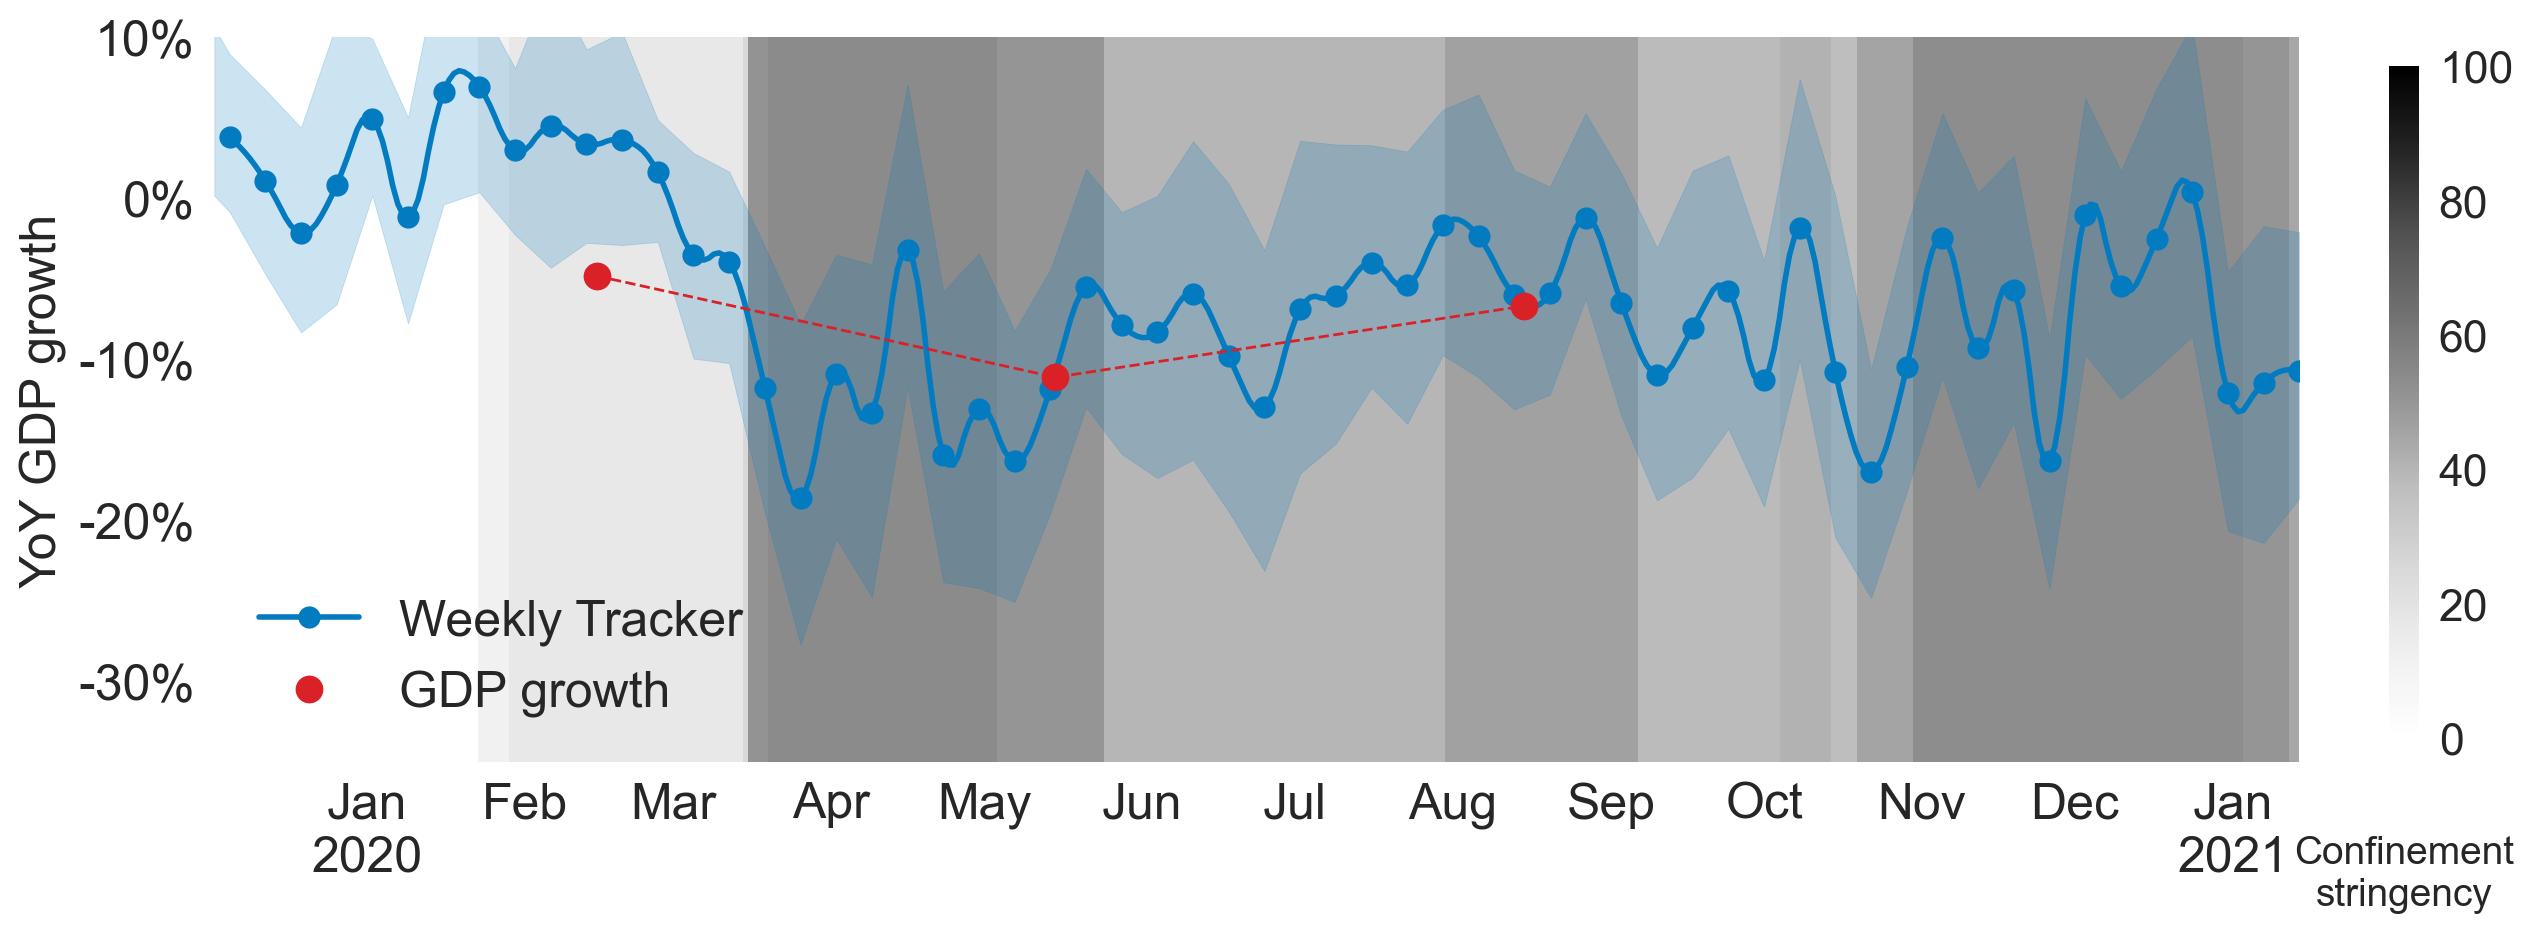 10%
0%
-10%
-20%
-30%
YoY GDP growth
Weekly Tracker
GDP growth
Jan Feb Mar Apr May Jun Jul Aug Sep Oct Nov Dec Jan
2020 2021
100
80
60
40
20
0
Confinement
stringency